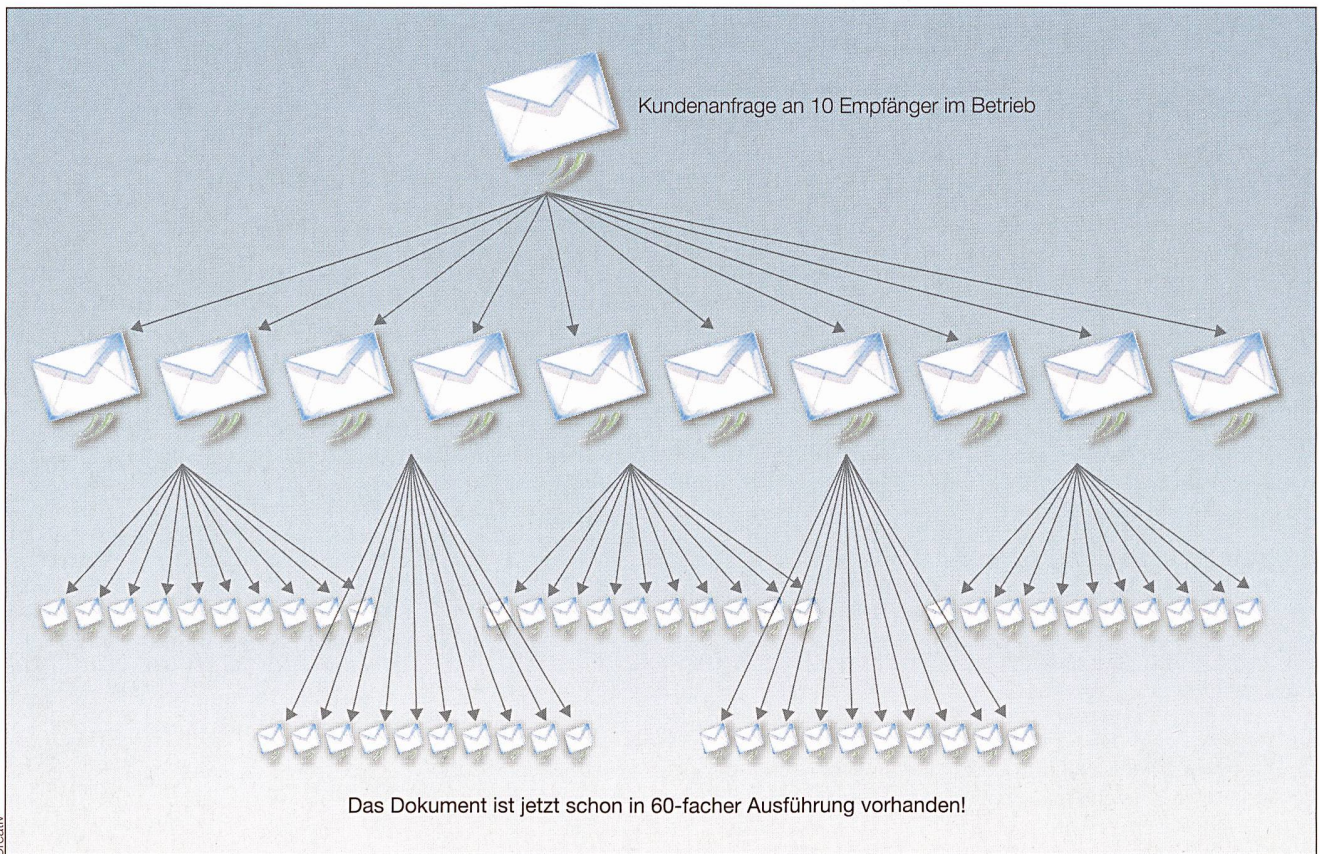 Kundenanfrage an 10 Empfänger im Betrieb
Das Dokument ist jetzt schon in 60-facher Ausführung vorhanden!